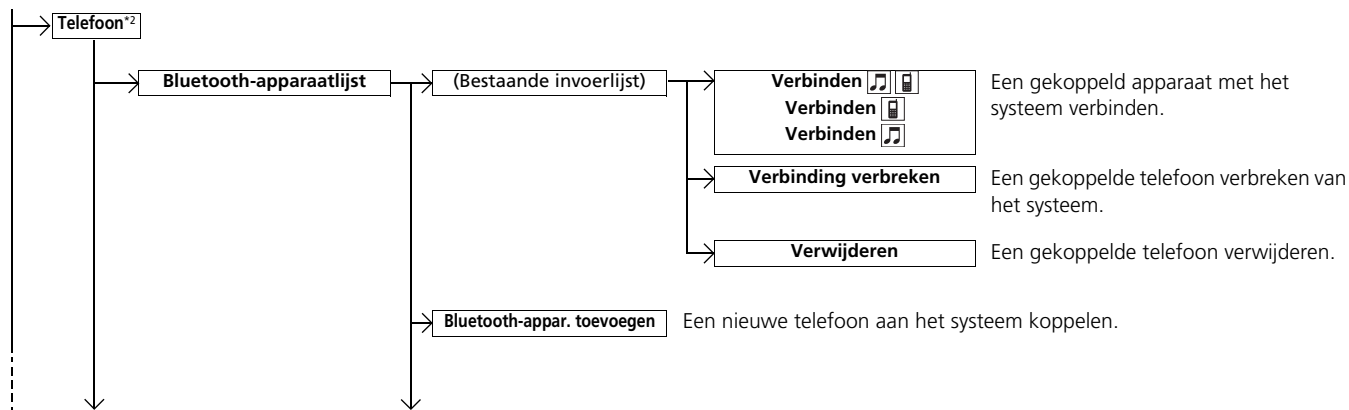 Telefoon*2
Bluetooth-apparaatlijst
(Bestaande invoerlijst)
Verbinden
Verbinden
Verbinden
Een gekoppeld apparaat met het
systeem verbinden.
Verbinding verbreken
Een gekoppelde telefoon verbreken van
het systeem.
Verwijderen
Een gekoppelde telefoon verwijderen.
Bluetooth-appar. toevoegen
Een nieuwe telefoon aan het systeem koppelen.